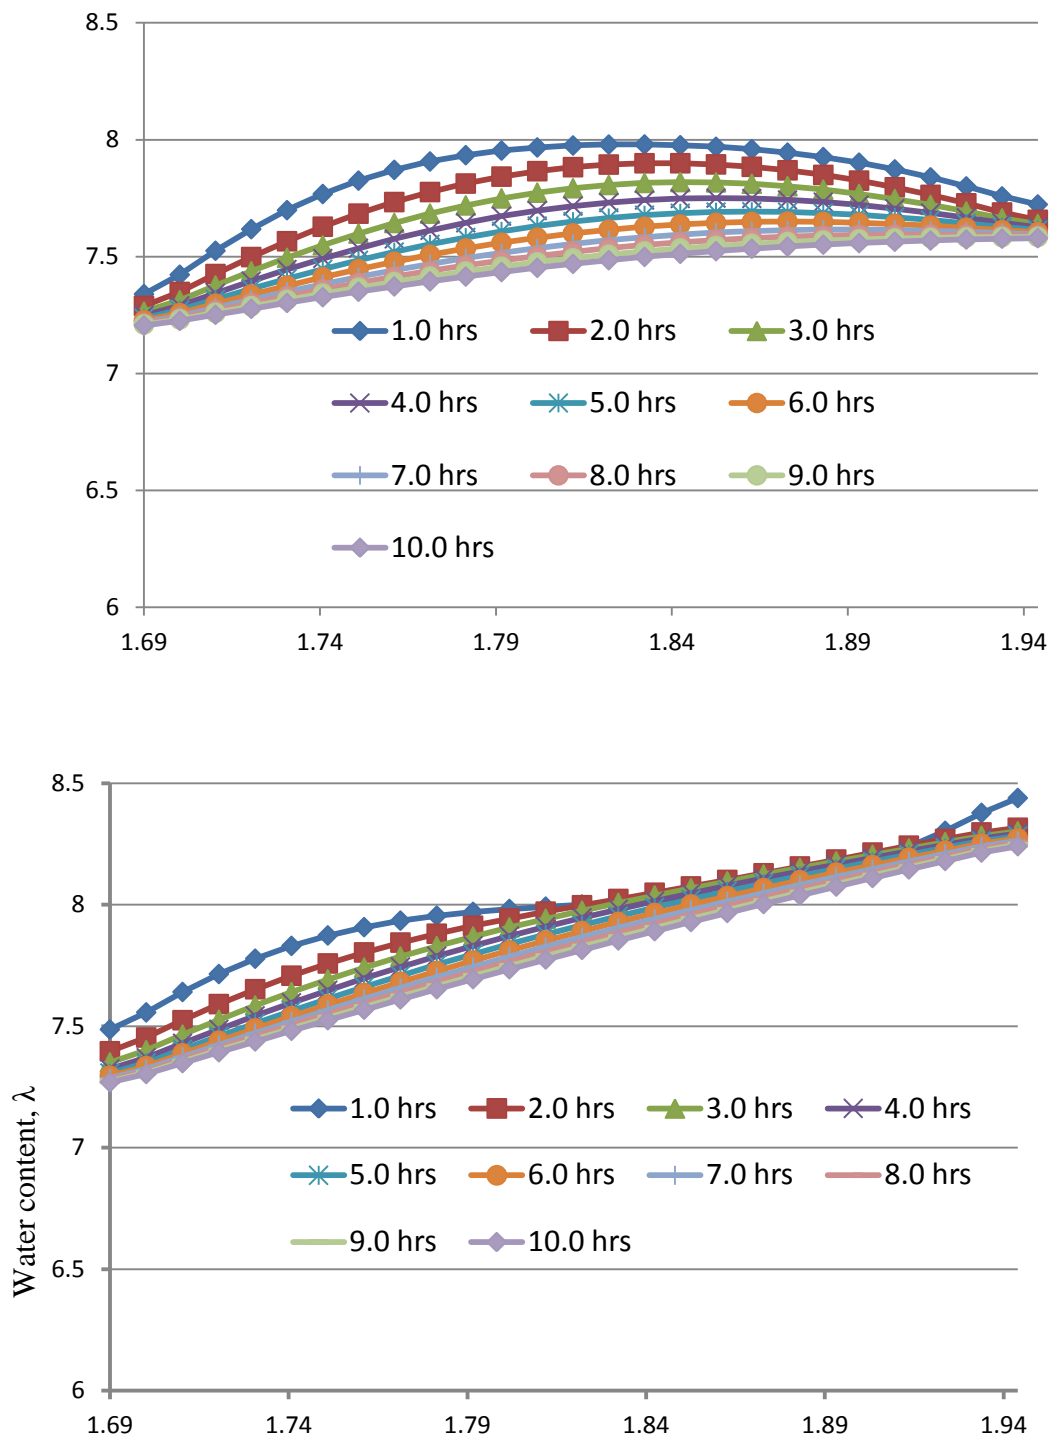 8.5
8
7.5
1.0 hrs 2.0 hrs 3.0 hrs
7
4.0 hrs 5.0 hrs 6.0 hrs
7.0 hrs 8.0 hrs 9.0 hrs
6.5
10.0 hrs
6
1.69 1.74 1.79 1.84 1.89 1.94
8.5
8
7.5
Water content, λ
1.0 hrs 2.0 hrs 3.0 hrs 4.0 hrs
7
5.0 hrs 6.0 hrs 7.0 hrs 8.0 hrs
9.0 hrs 10.0 hrs
6.5
6
1.69 1.74 1.79 1.84 1.89 1.94